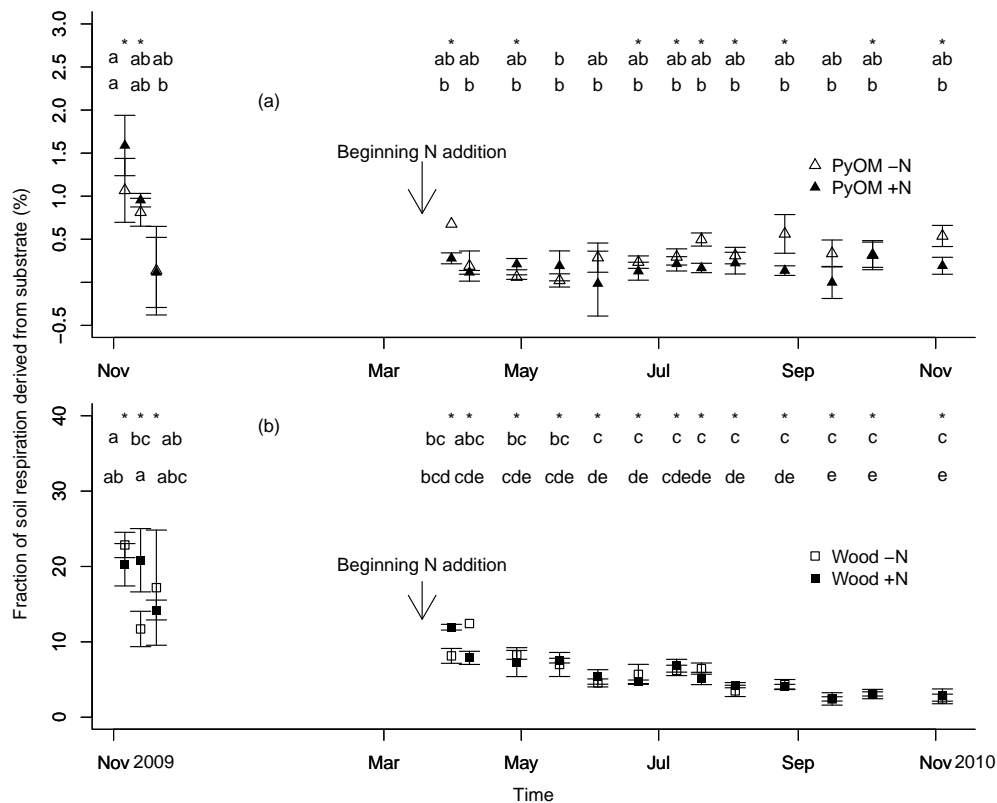 3.0
2.5
2.0
1.5
1.0
0.5
−0.5
* * * * * * * * * *
a ab ab ab ab ab b ab ab ab ab ab ab ab ab ab
a ab b b b b b b b b b b b b b b
(a)
Beginning N addition
PyOM −N
PyOM +N
Nov Mar May Jul Sep Nov
Fraction of soil respiration derived from substrate (%)
40
30
20
10
0
* * * * * * * * * * * * * * * *
a bc ab bc abc bc bc c c c c c c c c c
(b)
ab a abc bcd cde cde cde de de cde de de de e e e
Beginning N addition
Wood −N
Wood +N
Nov 2009 Mar May Jul Sep Nov 2010
Time